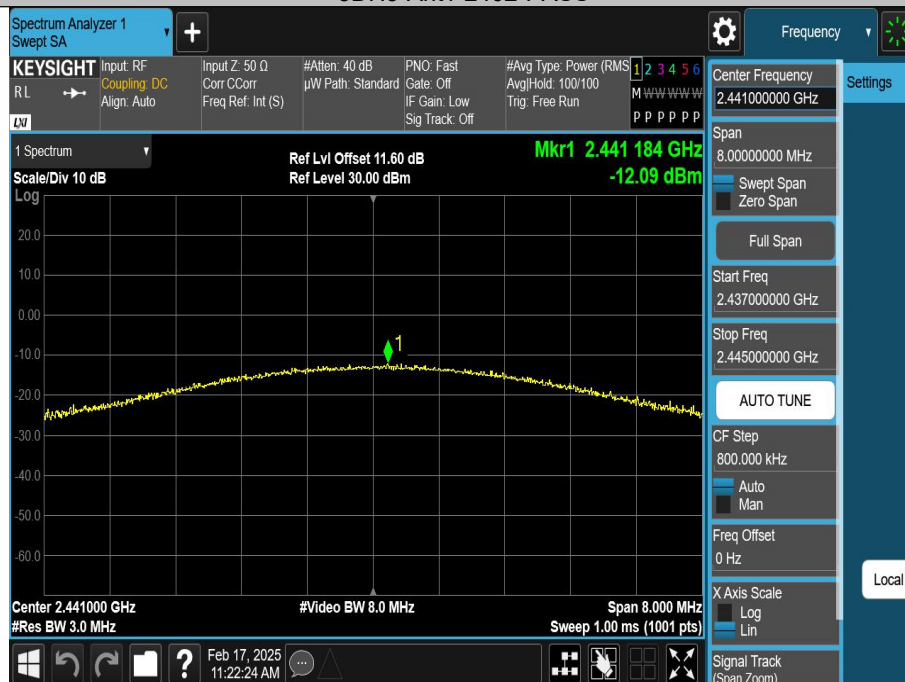 Spectrum Analyzer 1
Swept SA
+
Frequency
KEYSIGHT
RL
LXI
Input: RF
Coupling: DC
Align: Auto
Input Z: 50 Ω
Corr CCorr
Freq Ref: Int (S)
#Atten: 40 dB
µW Path: Standard
PNO: Fast
Gate: Off
IF Gain: Low
Sig Track: Off
#Avg Type: Power (RMS
Avg|Hold: 100/100
Trig: Free Run
1 2 3 4 5 6
M W W W W W
P P P P P P
1 Spectrum
Scale/Div 10 dB
Log
Ref Lvl Offset 11.60 dB
Ref Level 30.00 dBm
Mkr1 2.441 184 GHz
-12.09 dBm
20.0
10.0
0.00
-10.0
-20.0
-30.0
-40.0
-50.0
-60.0
1
Center 2.441000 GHz
#Res BW 3.0 MHz
#Video BW 8.0 MHz
Span 8.000 MHz
Sweep 1.00 ms (1001 pts)
?
Feb 17, 2025
11:22:24 AM
Center Frequency
2.441000000 GHz
Span
8.00000000 MHz
Swept Span
Zero Span
Full Span
Start Freq
2.437000000 GHz
Stop Freq
2.445000000 GHz
AUTO TUNE
CF Step
800.000 kHz
Auto
Man
Freq Offset
0 Hz
X Axis Scale
Log
Lin
Signal Track
(Span Zoom)
Settings
Local